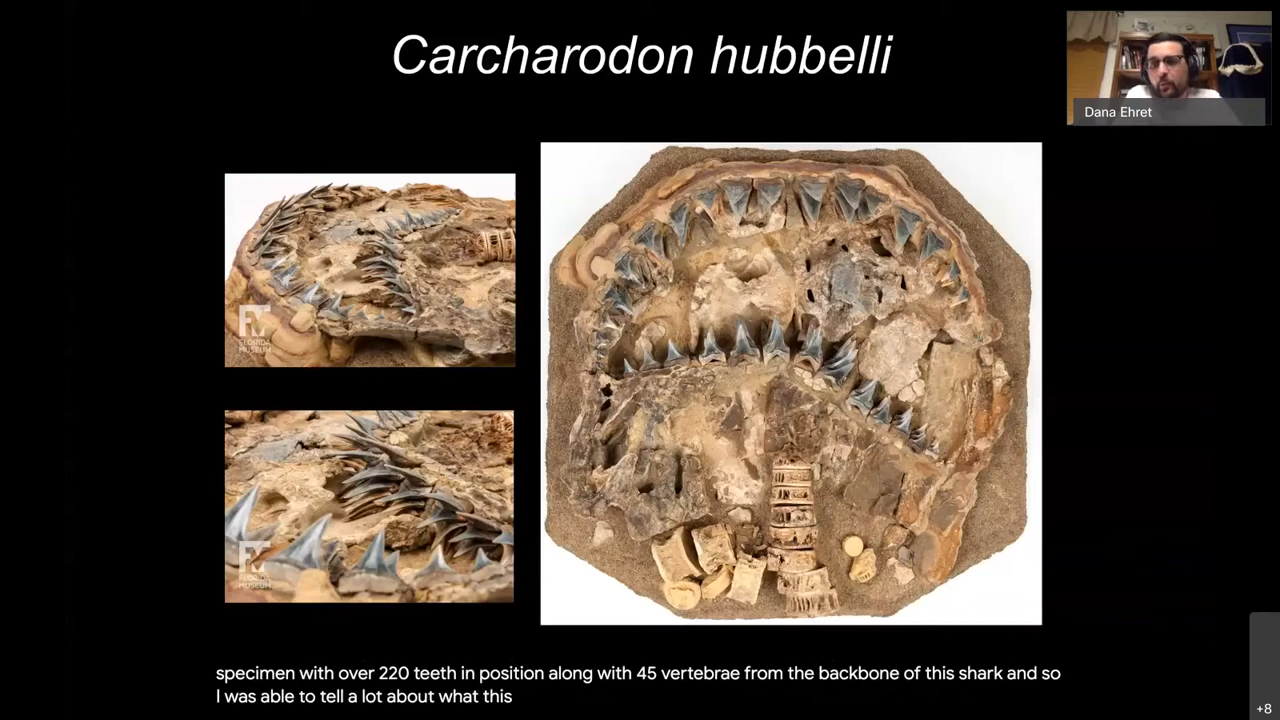 Carcharodon hubbelli
Dana Ehret
FLORIDA
MUSEUM
FLORIDA
MUSEUM
specimen with over 220 teeth in position along with 45 vertebrae from the backbone of this shark and so
I was able to tell a lot about what this
+8